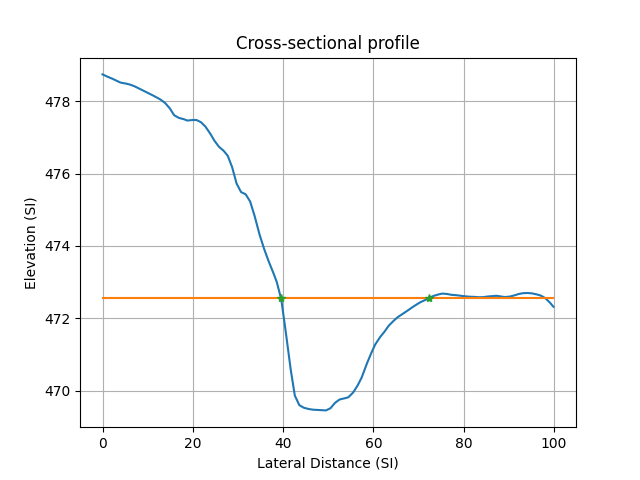 Cross-sectional profile
Elevation (SI)
478
476
474
472
470
0 20 40 60 80 100
Lateral Distance (SI)